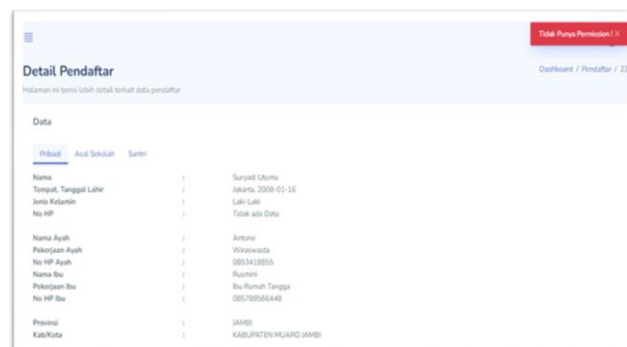 Tidak Punya Permission ! ×
Detail Pendaftar
Dashboard / Pendaftar /
Halaman ini berisi lebih detail terkait data pendaftar
Data
Pribadi Asal Sekolah Santri
Nama : Suryadi Utomo
Tempat, Tanggal Lahir : Jakarta, 2008-01-16
Jenis Kelamin : Laki-Laki
No HP : Tidak ada Data
Nama Ayah : Antono
Pekerjaan Ayah : Wiraswasta
No HP Ayah : 0853418855
Nama Ibu : Rusmini
Pekerjaan Ibu : Ibu Rumah Tangga
No HP Ibu : 085788566448
Provinsi : JAMBI
Kab/Kota : KABUPATEN MUARO JAMBI